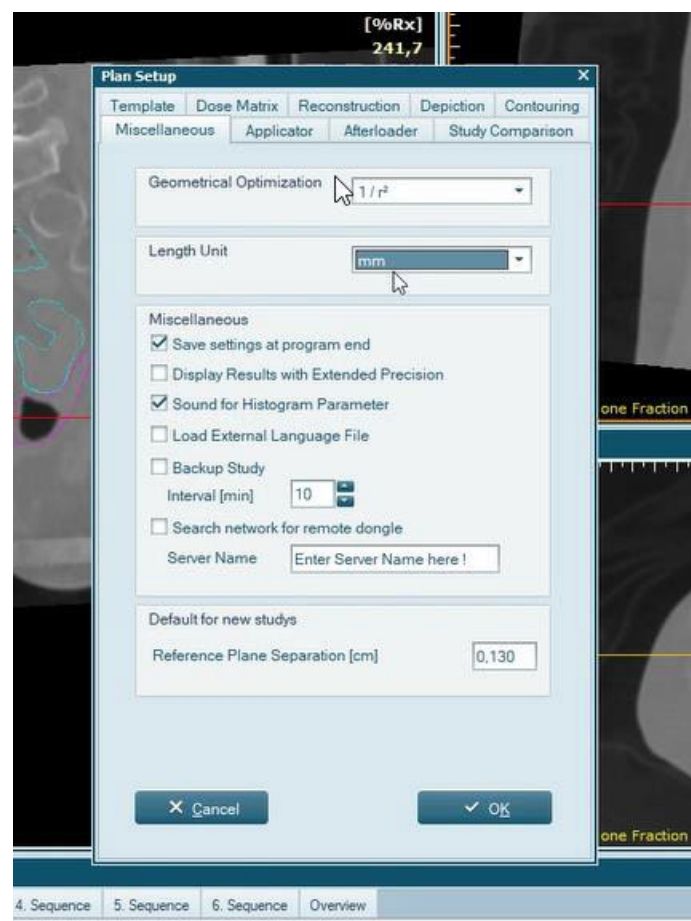 [%Rx]
241,7
Plan Setup
Template Dose Matrix Reconstruction Depiction Contouring
Miscellaneous Applicator Afterloader Study Comparison
Geometrical Optimization 1 / r²
Length Unit mm
Miscellaneous
Save settings at program end
Display Results with Extended Precision
Sound for Histogram Parameter
Load External Language File
Backup Study
Interval [min] 10
Search network for remote dongle
Server Name Enter Server Name here !
Default for new studys
Reference Plane Separation [cm] 0,130
Cancel OK
one Fraction
one Fraction
4. Sequence 5. Sequence 6. Sequence Overview